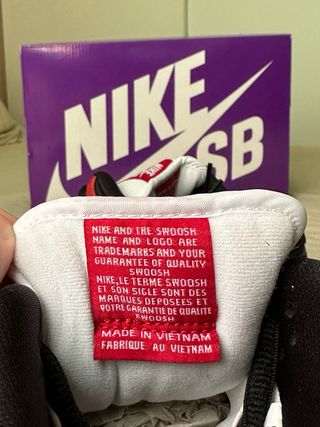 NIKE
SB
NIKE
NIKE AND THE SWOOSH
NAME AND LOGO ARE
TRADEMARKS AND YOUR
GUARANTEE OF QUALITY
SWOOSH
NIKE, LE TERME SWOOSH
ET SON SIGLE SONT DES
MARQUES DEPOSEES ET
VOTRE GARANTIE DE QUALITE
SWOOSH
MADE IN VIETNAM
FABRIQUE AU VIETNAM